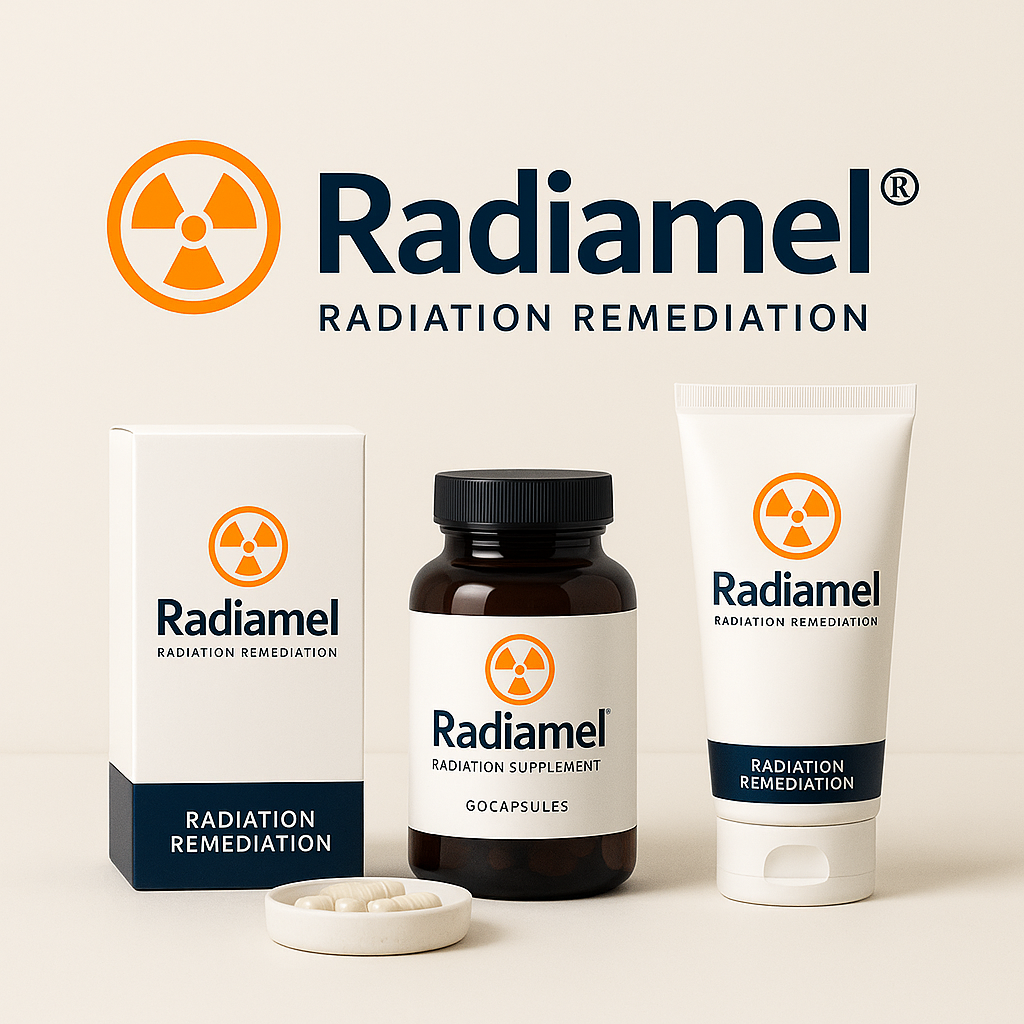 Radiamel®
RADIATION REMEDIATION
Radiamel
RADIATION REMEDIATION
RADIATION
REMEDIATION
Radiamel®
RADIATION SUPPLEMENT
GOCAPSULES
Radiamel
RADIATION REMEDIATION
RADIATION
REMEDIATION